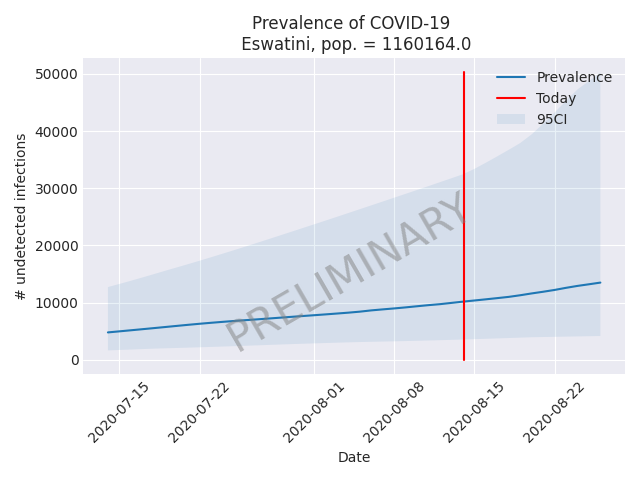 Prevalence of COVID-19
Eswatini, pop. = 1160164.0
50000
40000
30000
20000
10000
0
# undetected infections
Prevalence
Today
95CI
PRELIMINARY
2020-07-15
2020-07-22
2020-08-01
2020-08-08
2020-08-15
2020-08-22
Date